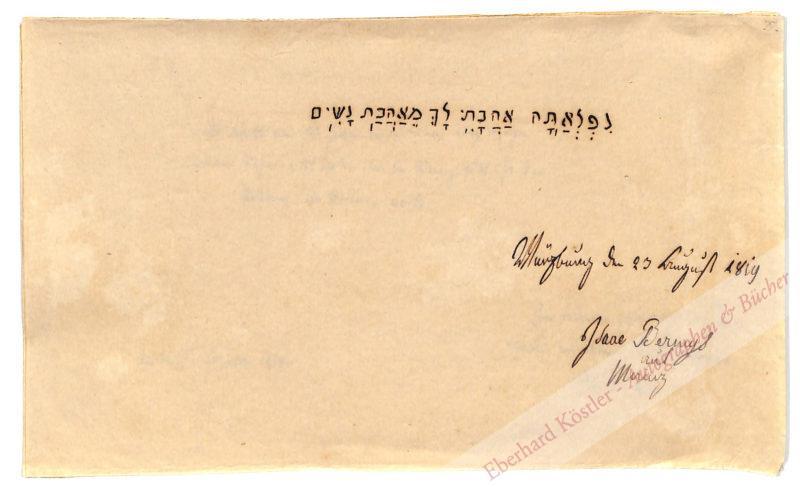 נִפְלְאַתָּה אַהֲבָתִי לָךְ מֵאַהֲבַת נָשִׁים
Würzburg den 23 August 1819
Isaac Bernays
aus
Mainz
Eberhard Köstler - Autographen & Bücher